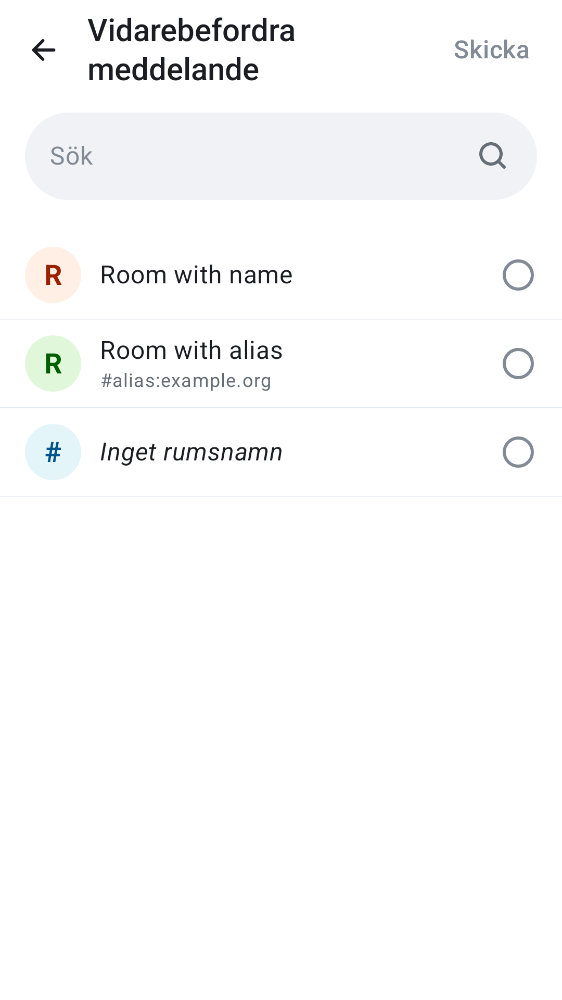 Vidarebefordra
meddelande
Skicka
Sök
R
Room with name
R
Room with alias
#alias:example.org
#
Inget rumsnamn